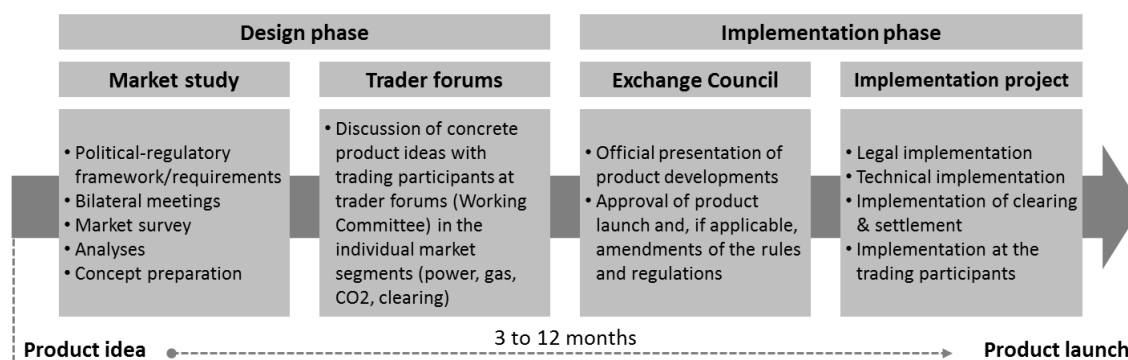 Design phase
Implementation phase
Market study
Trader forums
Exchange Council
Implementation project
• Political-regulatory
framework/requirements
• Bilateral meetings
• Market survey
• Analyses
• Concept preparation
• Discussion of concrete
product ideas with
trading participants at
trader forums (Working
Committee) in the
individual market
segments (power, gas,
CO2, clearing)
• Official presentation of
product developments
• Approval of product
launch and, if applicable,
amendments of the rules
and regulations
• Legal implementation
• Technical implementation
• Implementation of clearing
& settlement
• Implementation at the
trading participants
Product idea
3 to 12 months
Product launch